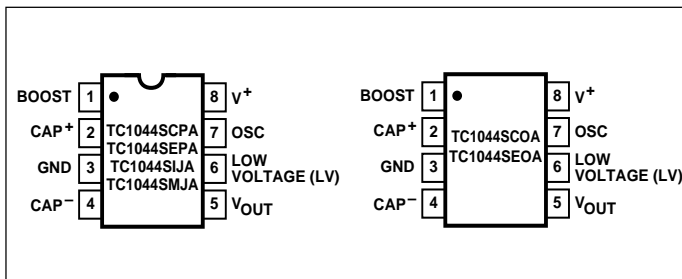 BOOST 1 8 V+
CAP+ 2 TC1044SCPA 7 OSC
TC1044SEPA
GND 3 TC1044SIJA 6 LOW
VOLTAGE (LV)
TC1044SMJA
CAP− 4 5 VOUT
BOOST 1 8 V+
CAP+ 2 TC1044SCOA 7 OSC
TC1044SEOA
GND 3 6 LOW
VOLTAGE (LV)
CAP− 4 5 VOUT